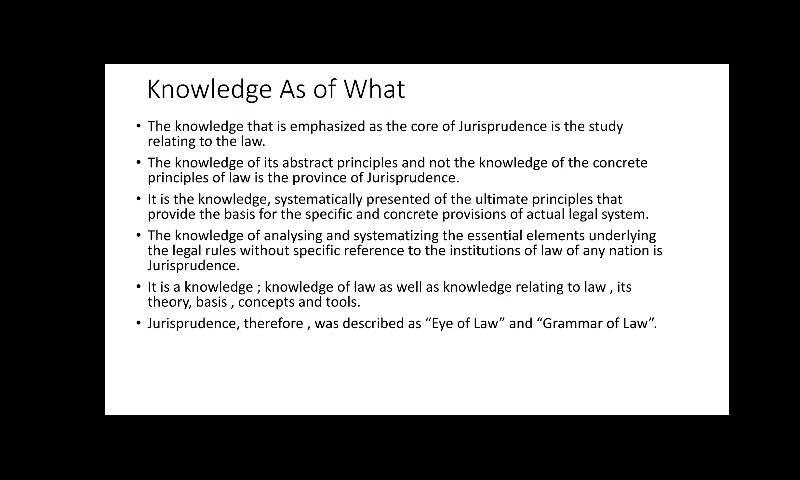 Knowledge As of What
• The knowledge that is emphasized as the core of Jurisprudence is the study
relating to the law.
• The knowledge of its abstract principles and not the knowledge of the concrete
principles of law is the province of Jurisprudence.
• It is the knowledge, systematically presented of the ultimate principles that
provide the basis for the specific and concrete provisions of actual legal system.
• The knowledge of analysing and systematizing the essential elements underlying
the legal rules without specific reference to the institutions of law of any nation is
Jurisprudence.
• It is a knowledge ; knowledge of law as well as knowledge relating to law , its
theory, basis , concepts and tools.
• Jurisprudence, therefore , was described as “Eye of Law” and “Grammar of Law”.